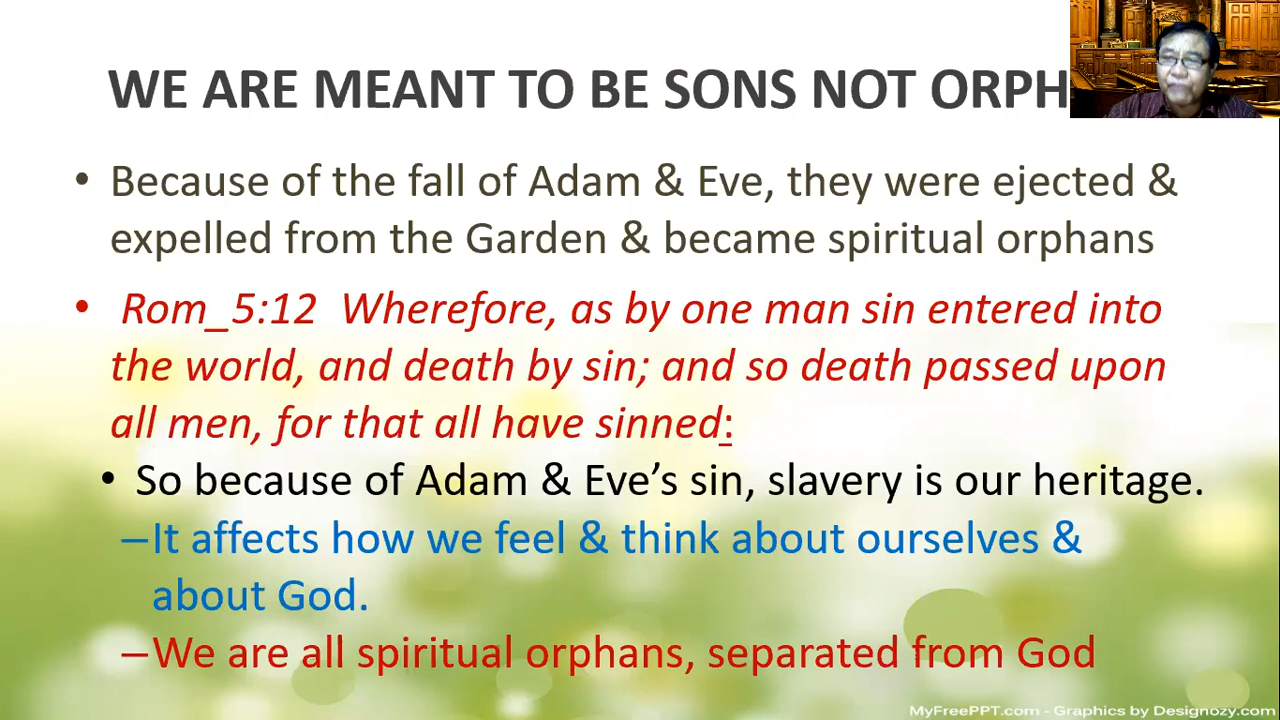 WE ARE MEANT TO BE SONS NOT ORPH
• Because of the fall of Adam & Eve, they were ejected &
expelled from the Garden & became spiritual orphans
• Rom_5:12 Wherefore, as by one man sin entered into
the world, and death by sin; and so death passed upon
all men, for that all have sinned:
• So because of Adam & Eve’s sin, slavery is our heritage.
–It affects how we feel & think about ourselves &
about God.
–We are all spiritual orphans, separated from God
MyFreePPT.com - Graphics by Designozy.com